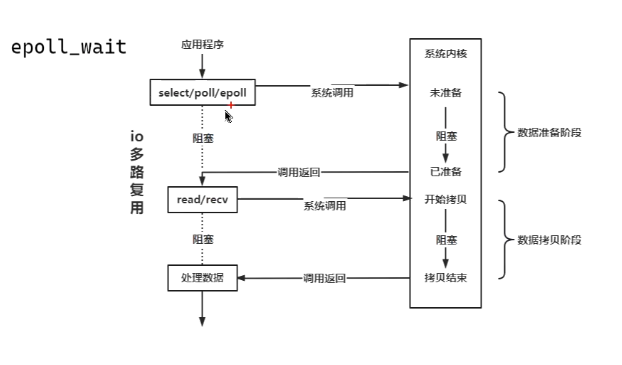 epoll_wait
应用程序
系统内核
select/poll/epoll
系统调用
未准备
阻塞
阻塞
数据准备阶段
io
多
路
复
用
调用返回
已准备
read/recv
系统调用
开始拷贝
阻塞
阻塞
数据拷贝阶段
处理数据
调用返回
拷贝结束